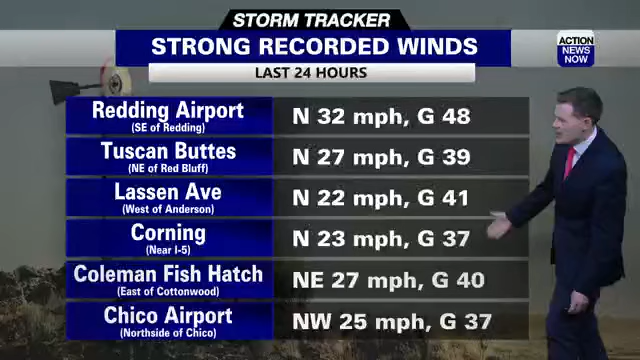 STORM TRACKER
STRONG RECORDED WINDS
LAST 24 HOURS
ACTION
NEWS
NOW
Redding Airport
(SE of Redding)
N 32 mph, G 48
Tuscan Buttes
(NE of Red Bluff)
N 27 mph, G 39
Lassen Ave
(West of Anderson)
N 22 mph, G 41
Corning
(Near I-5)
N 23 mph, G 37
Coleman Fish Hatch
(East of Cottonwood)
NE 27 mph, G 40
Chico Airport
(Northside of Chico)
NW 25 mph, G 37